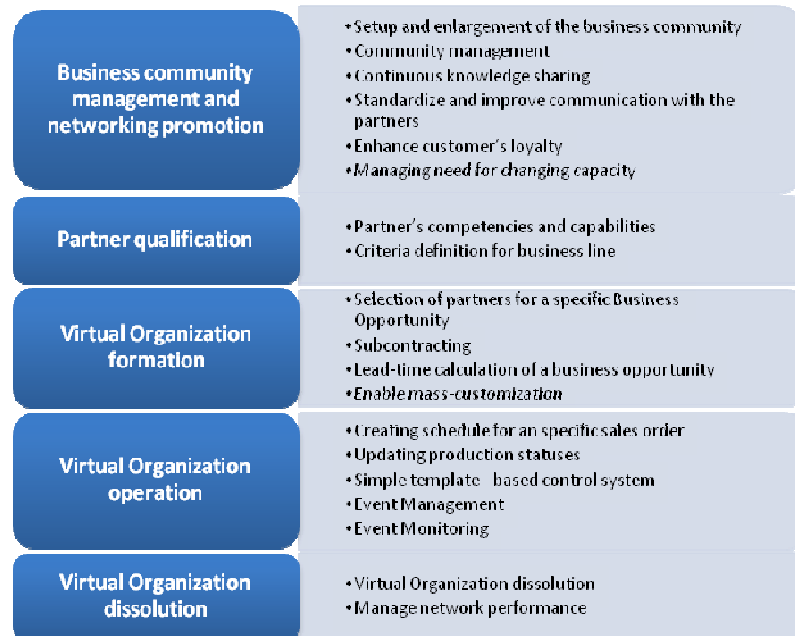 Business community
management and
networking promotion
•Setup and enlargement of the business community
•Community management
•Continuous knowledge sharing
•Standardize and improve communication with the
partners
•Enhance customer's loyalty
•Managing need for changing capacity
Partner qualification
•Partner's competencies and capabilities
•Criteria definition for business line
Virtual Organization
formation
•Selection of partners for a specific Business
Opportunity
•Subcontracting
•Lead-time calculation of a business opportunity
•Enable mass-customization
Virtual Organization
operation
•Creating schedule for an specific sales order
•Updating production statuses
•Simple template based control system
•Event Management
•Event Monitoring
Virtual Organization
dissolution
•Virtual Organization dissolution
•Manage network performance